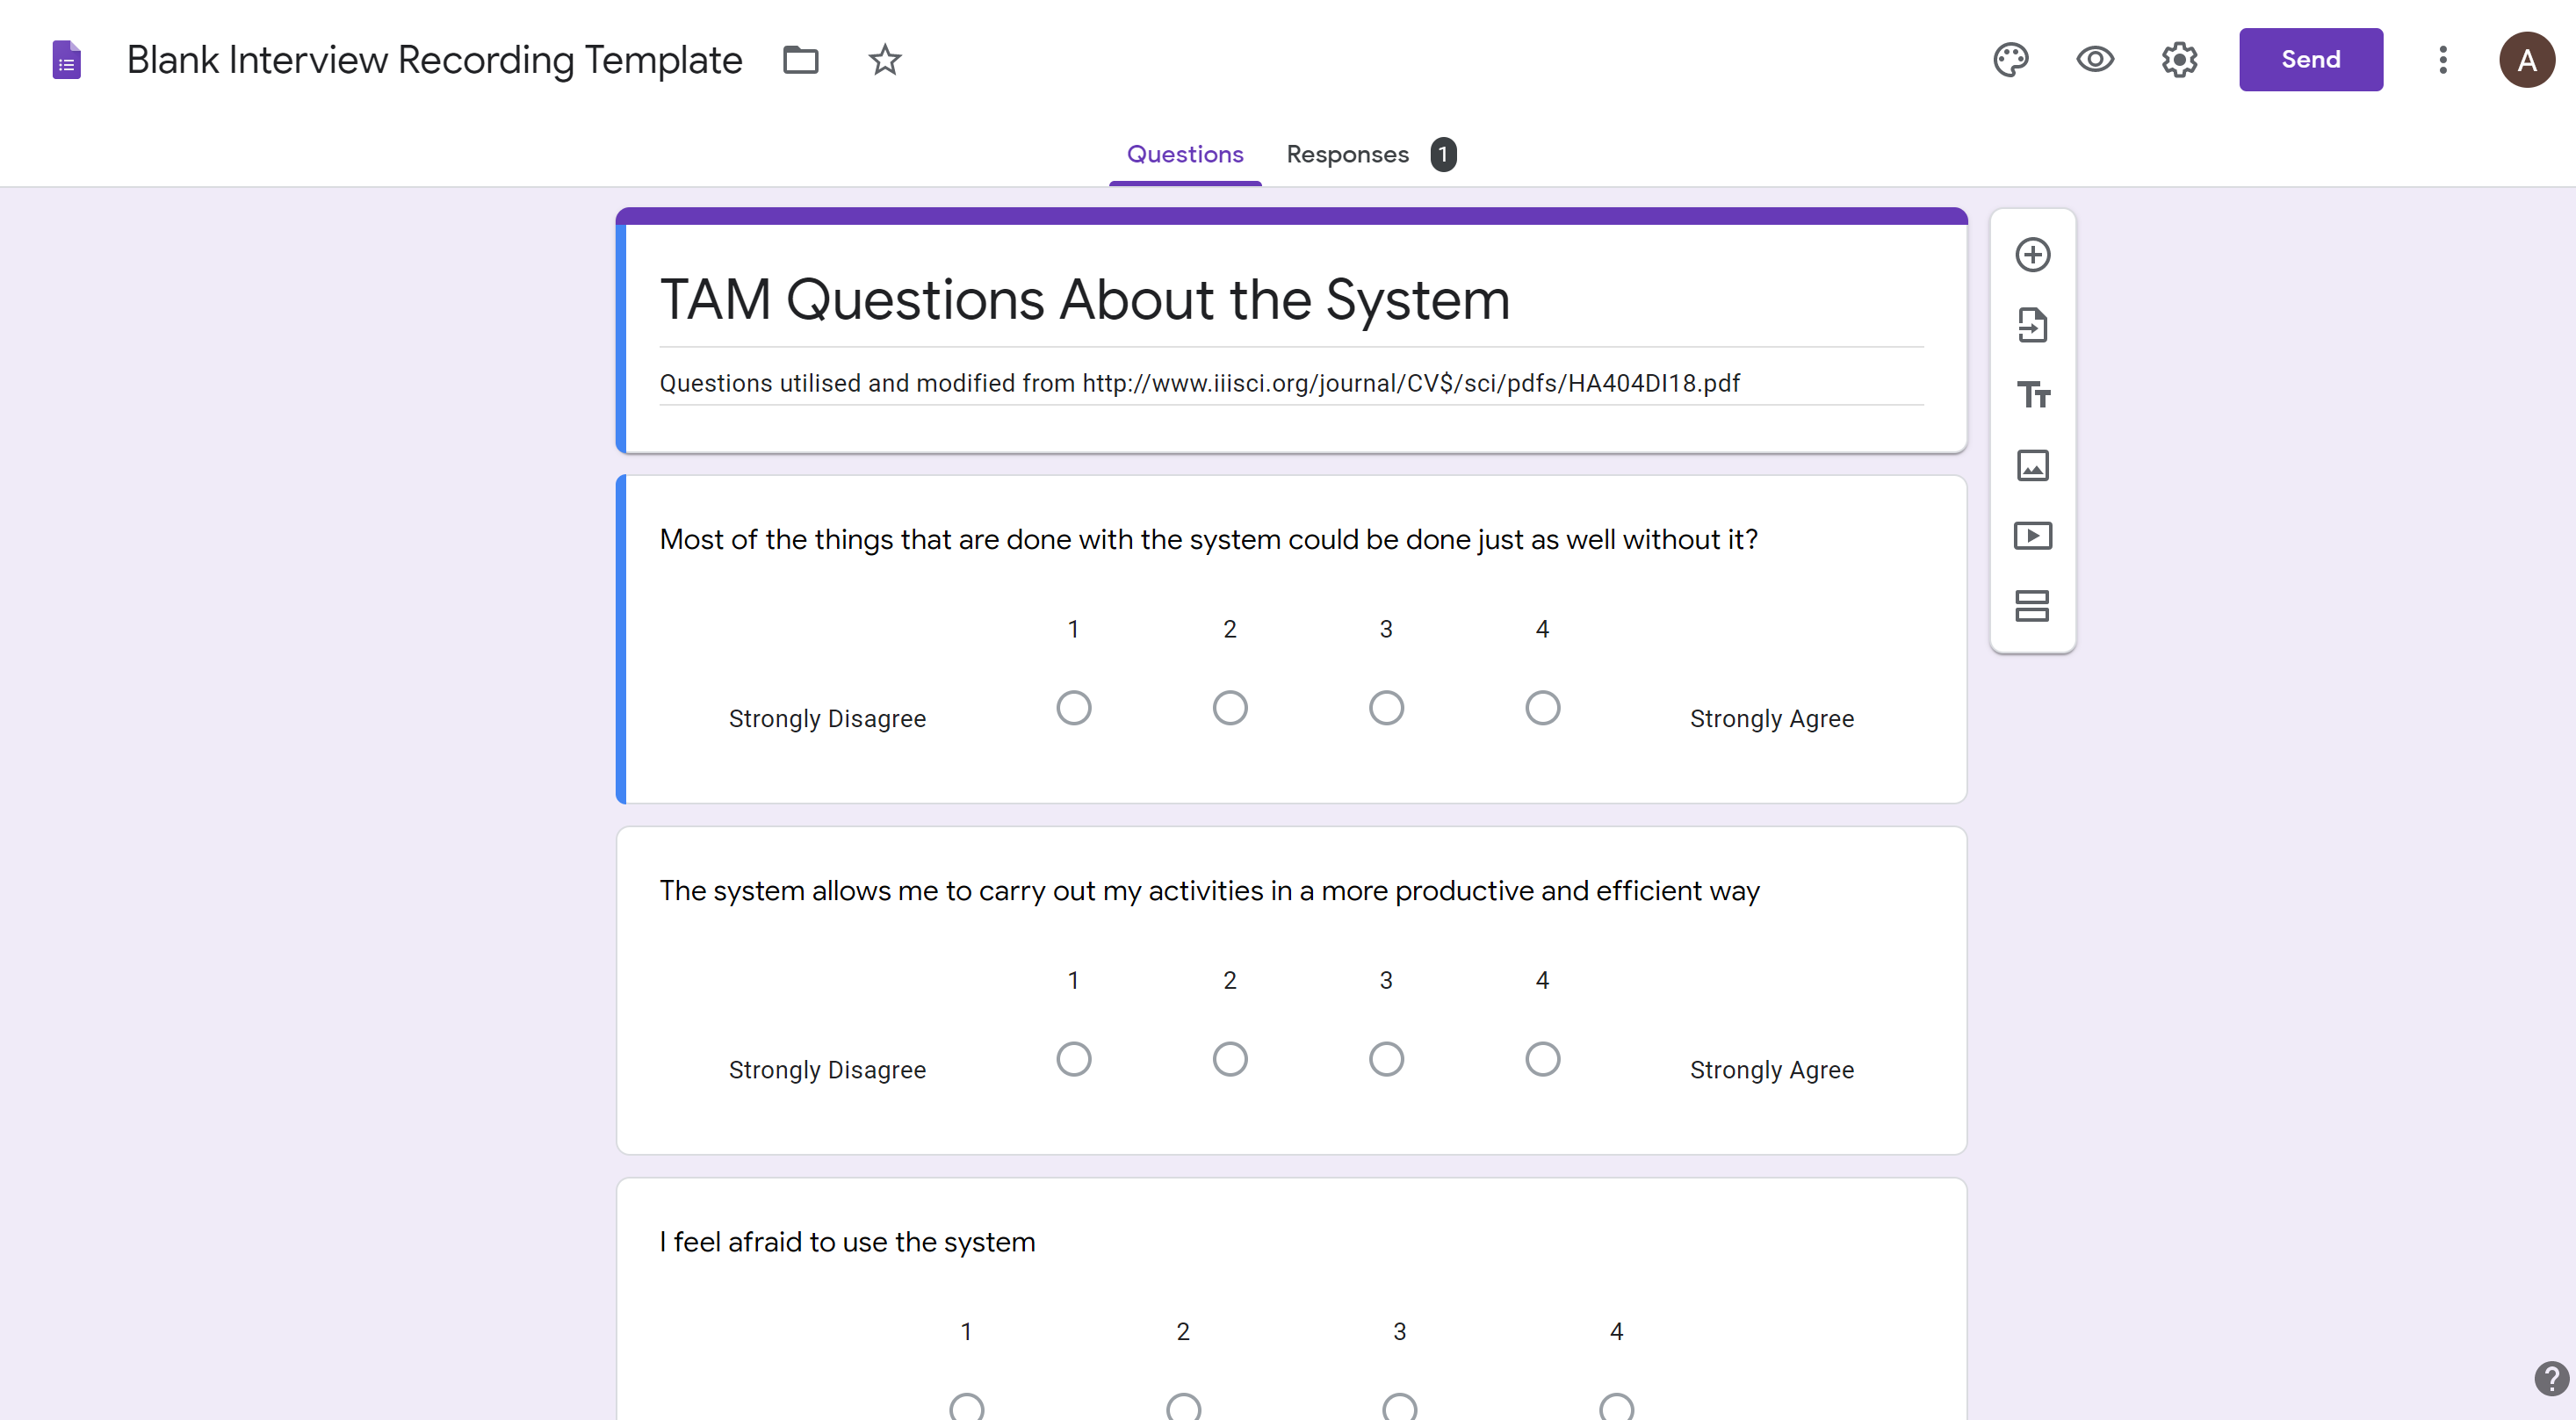 Blank Interview Recording Template
Send
A
Questions Responses 1
TAM Questions About the System
Questions utilised and modified from http://www.iiisci.org/journal/CV$/sci/pdfs/HA404DI18.pdf
Most of the things that are done with the system could be done just as well without it?
1 2 3 4
Strongly Disagree Strongly Agree
The system allows me to carry out my activities in a more productive and efficient way
1 2 3 4
Strongly Disagree Strongly Agree
I feel afraid to use the system
1 2 3 4